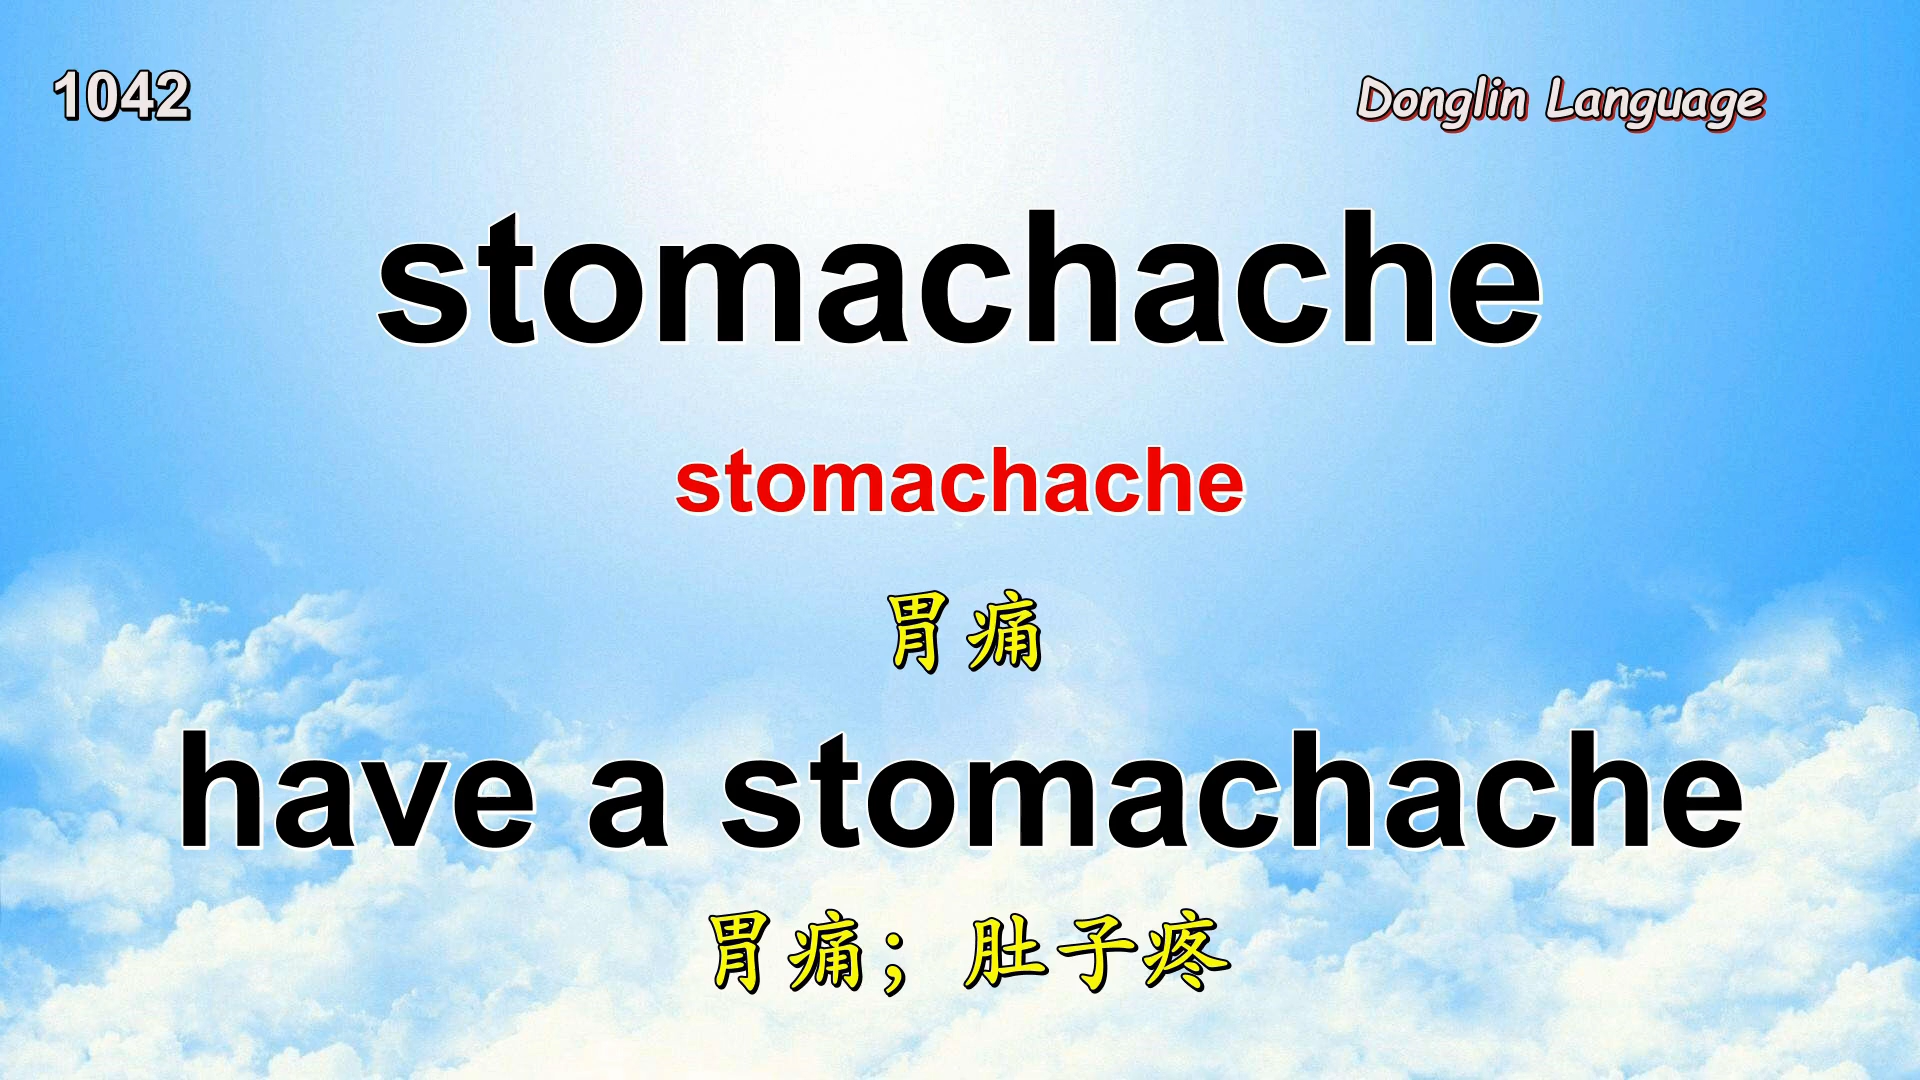 1042
Donglin Language
stomachache
stomachache
胃痛
have a stomachache
胃痛；肚子疼